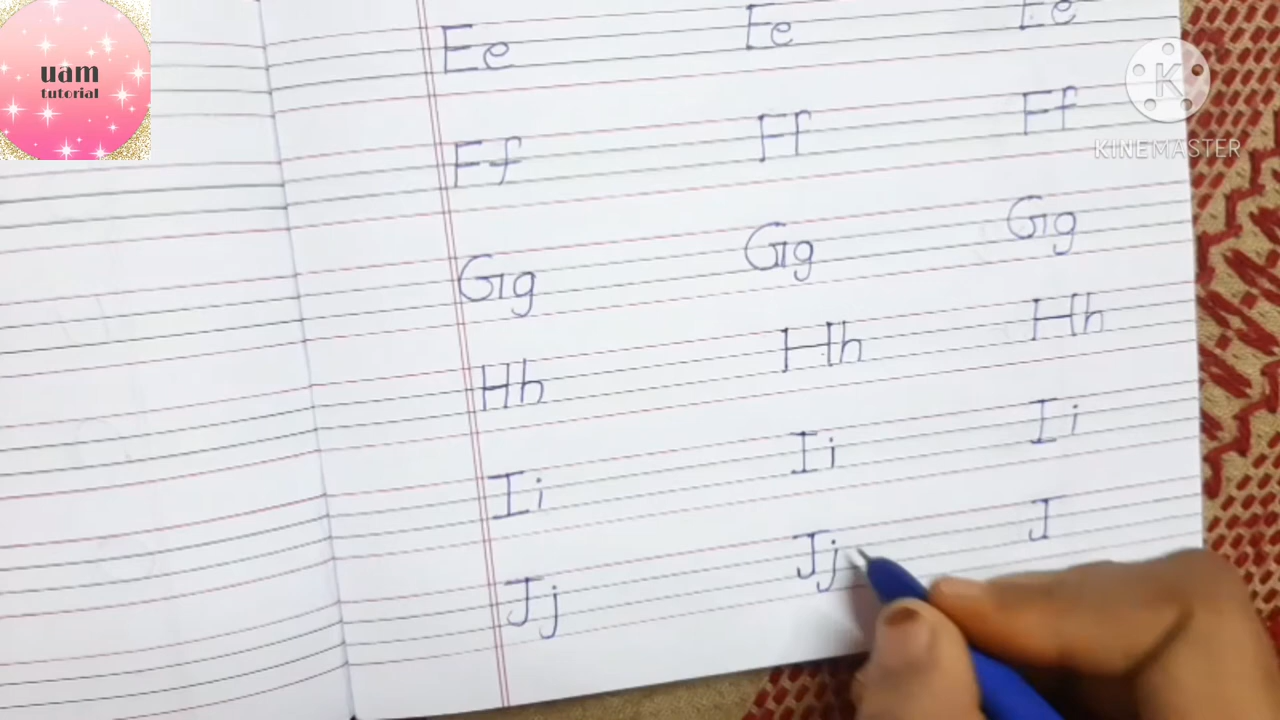 uam
tutorial
KINEMASTER
Ee Ee Ee
Ff Ff Ff
Gg Gg Gg
Hh Hh Hh
Ii Ii Ii
Jj Jj J